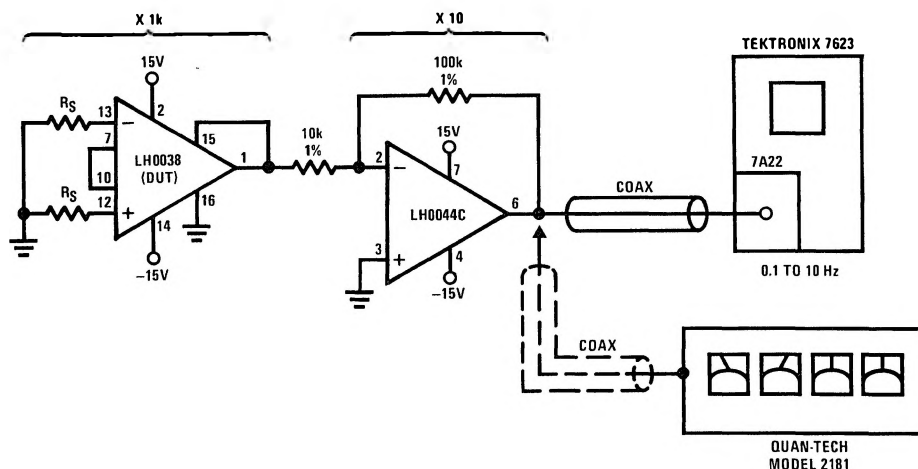 X 1k
X 10
TEKTRONIX 7623
7A22
0.1 TO 10 Hz
15V
2
RS
13
7
10
RS
12
−
+
LH0038
(DUT)
15
1
16
14
−15V
10k
1%
100k
1%
15V
7
2
−
LH0044C
6
3
+
4
−15V
COAX
COAX
QUAN-TECH
MODEL 2181